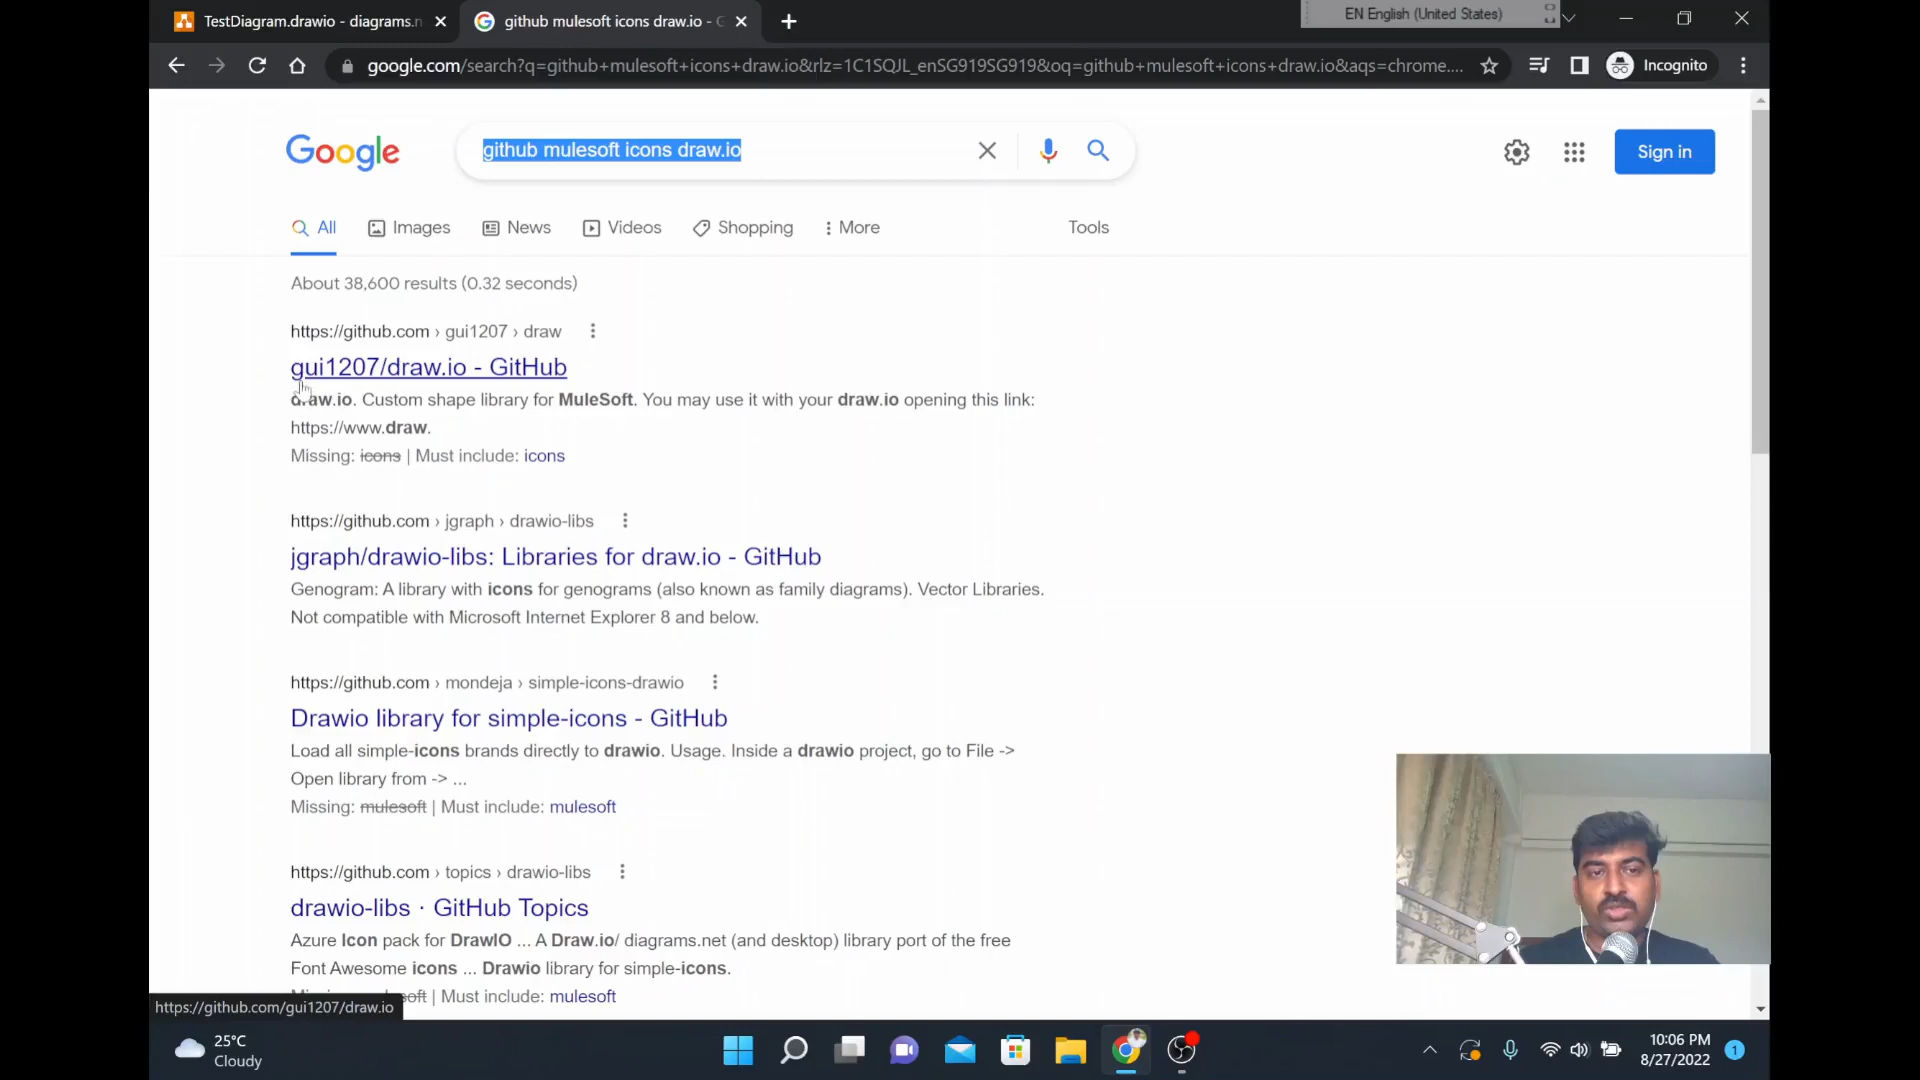 TestDiagram.drawio - diagrams.n
github mulesoft icons draw.io - G
EN English (United States)
google.com/search?q=github+mulesoft+icons+draw.io&rlz=1C1SQJL_enSG919SG919&oq=github+mulesoft+icons+draw.io&aqs=chrome....
Incognito
Google
github mulesoft icons draw.io
Sign in
All
Images
News
Videos
Shopping
More
Tools
About 38,600 results (0.32 seconds)
https://github.com › gui1207 › draw
gui1207/draw.io - GitHub
draw.io. Custom shape library for MuleSoft. You may use it with your draw.io opening this link:
https://www.draw.
Missing: icons | Must include: icons
https://github.com › jgraph › drawio-libs
jgraph/drawio-libs: Libraries for draw.io - GitHub
Genogram: A library with icons for genograms (also known as family diagrams). Vector Libraries.
Not compatible with Microsoft Internet Explorer 8 and below.
https://github.com › mondeja › simple-icons-drawio
Drawio library for simple-icons - GitHub
Load all simple-icons brands directly to drawio. Usage. Inside a drawio project, go to File ->
Open library from -> ...
Missing: mulesoft | Must include: mulesoft
https://github.com › topics › drawio-libs
drawio-libs · GitHub Topics
Azure Icon pack for DrawIO ... A Draw.io/ diagrams.net (and desktop) library port of the free
Font Awesome icons ... Drawio library for simple-icons.
oft | Must include: mulesoft
https://github.com/gui1207/draw.io
25°C
Cloudy
10:06 PM
8/27/2022
1